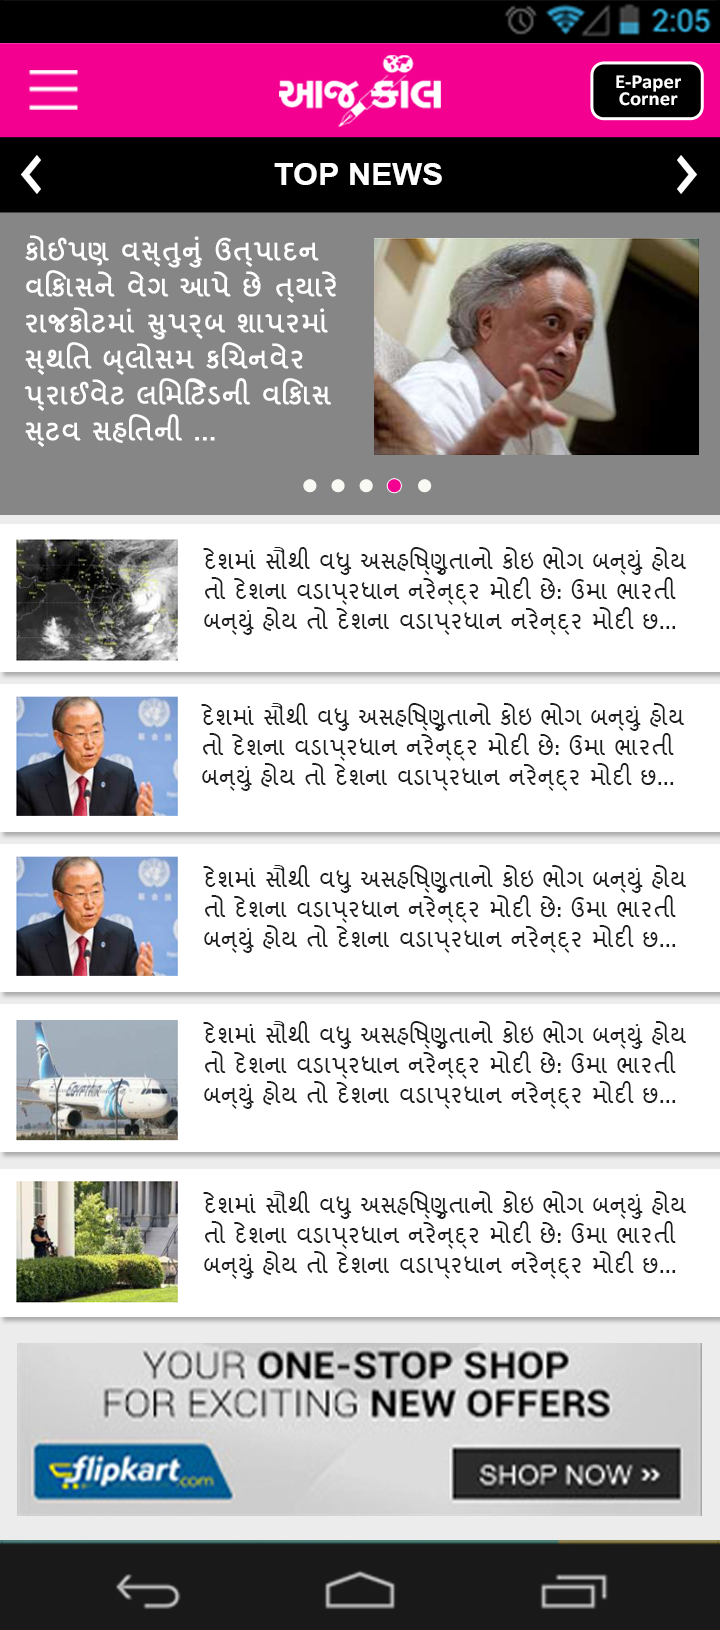 2:05
આજકાલ
E-Paper
Corner
TOP NEWS
કોઈપણ વસ્તુનું ઉત્પાદન
વિકાસને વેગ આપે છે ત્યારે
રાજકોટમાં સુપર્બ શાપરમાં
સ્થતિ બ્લોસમ કચિનવેર
પ્રાઈવેટ લમિટિેડની વકિાસ
સ્ટવ સહતિની ...
દેશમાં સૌથી વધુ અસહષ્ણિુતાનો કોઇ ભોગ બન્યું હોય
તો દેશના વડાપ્રધાન નરેન્દ્ર મોદી છે: ઉમા ભારતી
બન્યું હોય તો દેશના વડાપ્રધાન નરેન્દ્ર મોદી છ...
દેશમાં સૌથી વધુ અસહષ્ણિુતાનો કોઇ ભોગ બન્યું હોય
તો દેશના વડાપ્રધાન નરેન્દ્ર મોદી છે: ઉમા ભારતી
બન્યું હોય તો દેશના વડાપ્રધાન નરેન્દ્ર મોદી છ...
દેશમાં સૌથી વધુ અસહષ્ણિુતાનો કોઇ ભોગ બન્યું હોય
તો દેશના વડાપ્રધાન નરેન્દ્ર મોદી છે: ઉમા ભારતી
બન્યું હોય તો દેશના વડાપ્રધાન નરેન્દ્ર મોદી છ...
EGYPTAIR
દેશમાં સૌથી વધુ અસહષ્ણિુતાનો કોઇ ભોગ બન્યું હોય
તો દેશના વડાપ્રધાન નરેન્દ્ર મોદી છે: ઉમા ભારતી
બન્યું હોય તો દેશના વડાપ્રધાન નરેન્દ્ર મોદી છ...
દેશમાં સૌથી વધુ અસહષ્ણિુતાનો કોઇ ભોગ બન્યું હોય
તો દેશના વડાપ્રધાન નરેન્દ્ર મોદી છે: ઉમા ભારતી
બન્યું હોય તો દેશના વડાપ્રધાન નરેન્દ્ર મોદી છ...
YOUR ONE-STOP SHOP
FOR EXCITING NEW OFFERS
flipkart.com
SHOP NOW »